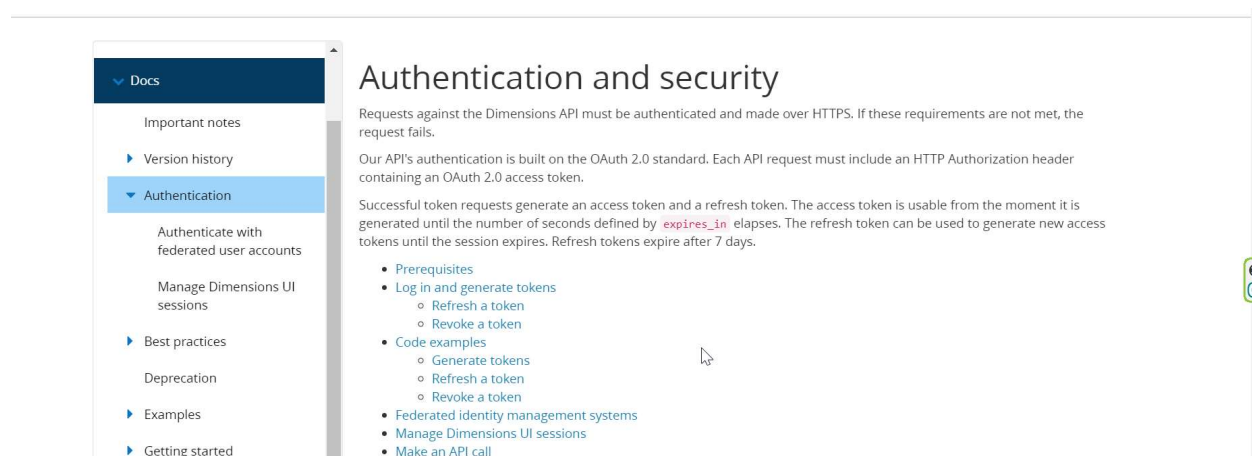 Docs
Important notes
Version history
Authentication
Authenticate with
federated user accounts
Manage Dimensions UI
sessions
Best practices
Deprecation
Examples
Getting started
Authentication and security
Requests against the Dimensions API must be authenticated and made over HTTPS. If these requirements are not met, the
request fails.
Our API's authentication is built on the OAuth 2.0 standard. Each API request must include an HTTP Authorization header
containing an OAuth 2.0 access token.
Successful token requests generate an access token and a refresh token. The access token is usable from the moment it is
generated until the number of seconds defined by expires_in elapses. The refresh token can be used to generate new access
tokens until the session expires. Refresh tokens expire after 7 days.
Prerequisites
Log in and generate tokens
Refresh a token
Revoke a token
Code examples
Generate tokens
Refresh a token
Revoke a token
Federated identity management systems
Manage Dimensions UI sessions
Make an API call